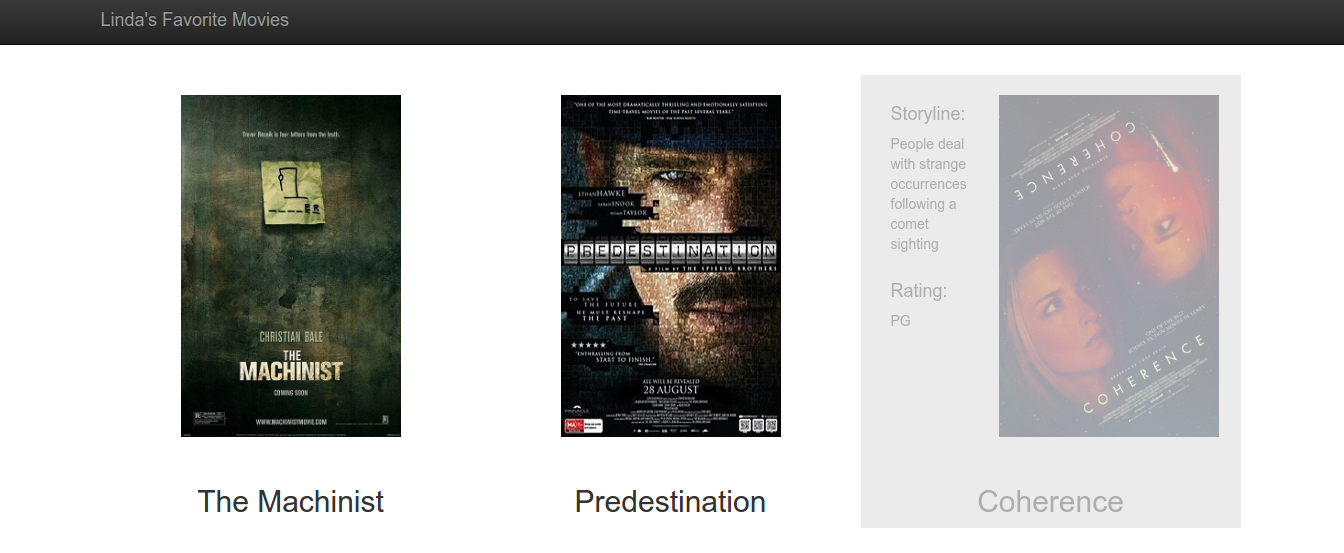 Linda's Favorite Movies
Trevor Reznik is four letters from the truth.
ER
CHRISTIAN BALE
THE
MACHINIST
COMING SOON
WWW.MACHINISTMOVIE.COM
The Machinist
"ONE OF THE MOST DRAMATICALLY THRILLING AND EMOTIONALLY SATISFYING
TIME-TRAVEL MOVIES OF THE PAST SEVERAL YEARS."
ETHAN HAWKE
SARAH SNOOK
NOAH TAYLOR
PREDESTINATION
A FILM BY THE SPIERIG BROTHERS
TO SAVE
THE FUTURE
HE MUST RESHAPE
THE PAST
★★★★★
"ENTHRALLING FROM
START TO FINISH."
ALL WILL BE REVEALED
28 AUGUST
PINNACLE
MA
Predestination
Storyline:
People deal
with strange
occurrences
following a
comet
sighting
Rating:
PG
COHERENCE
COHERENCE
Coherence